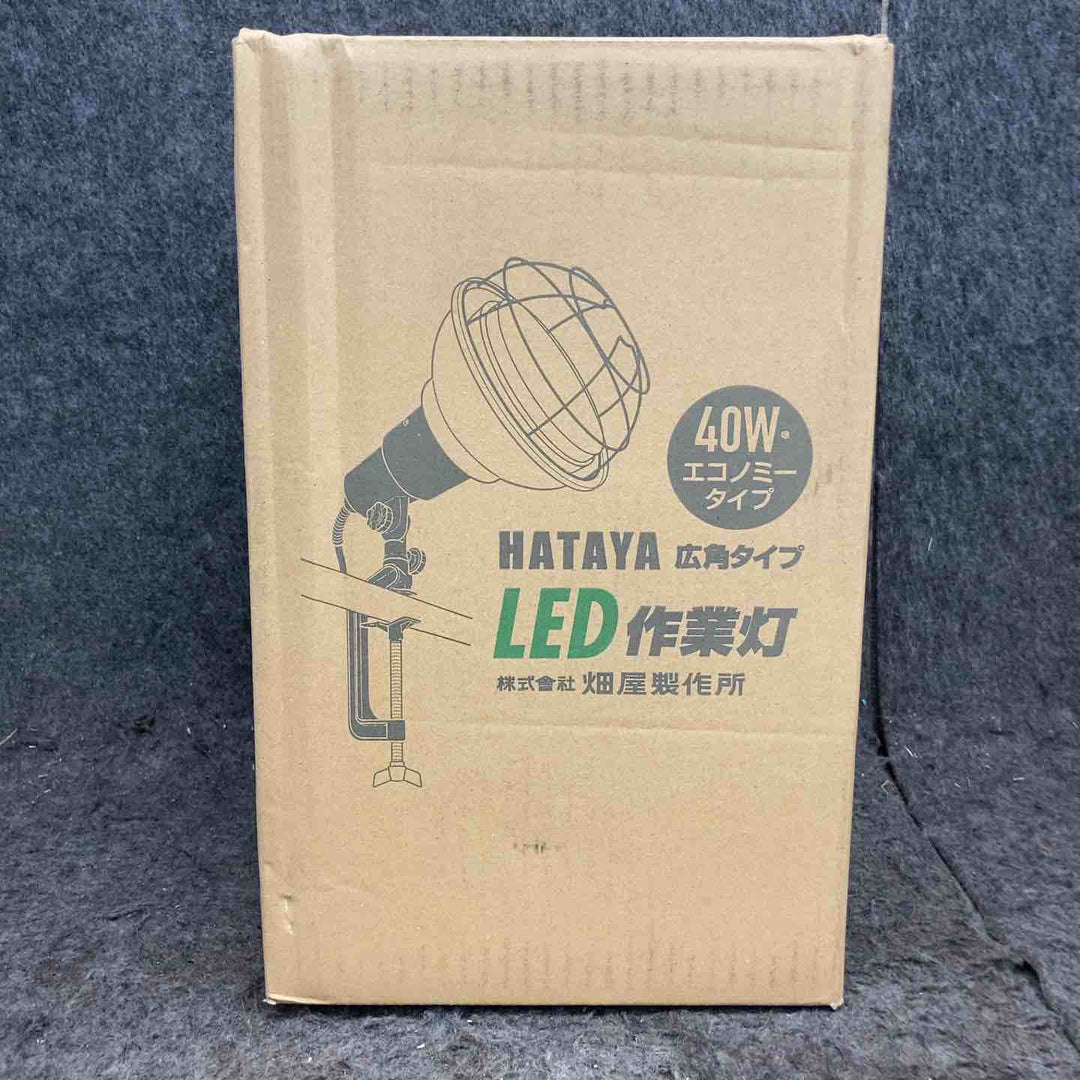 40W
エコノミー
タイプ
HATAYA 広角タイプ
LED 作業灯
株式會社 畑屋製作所